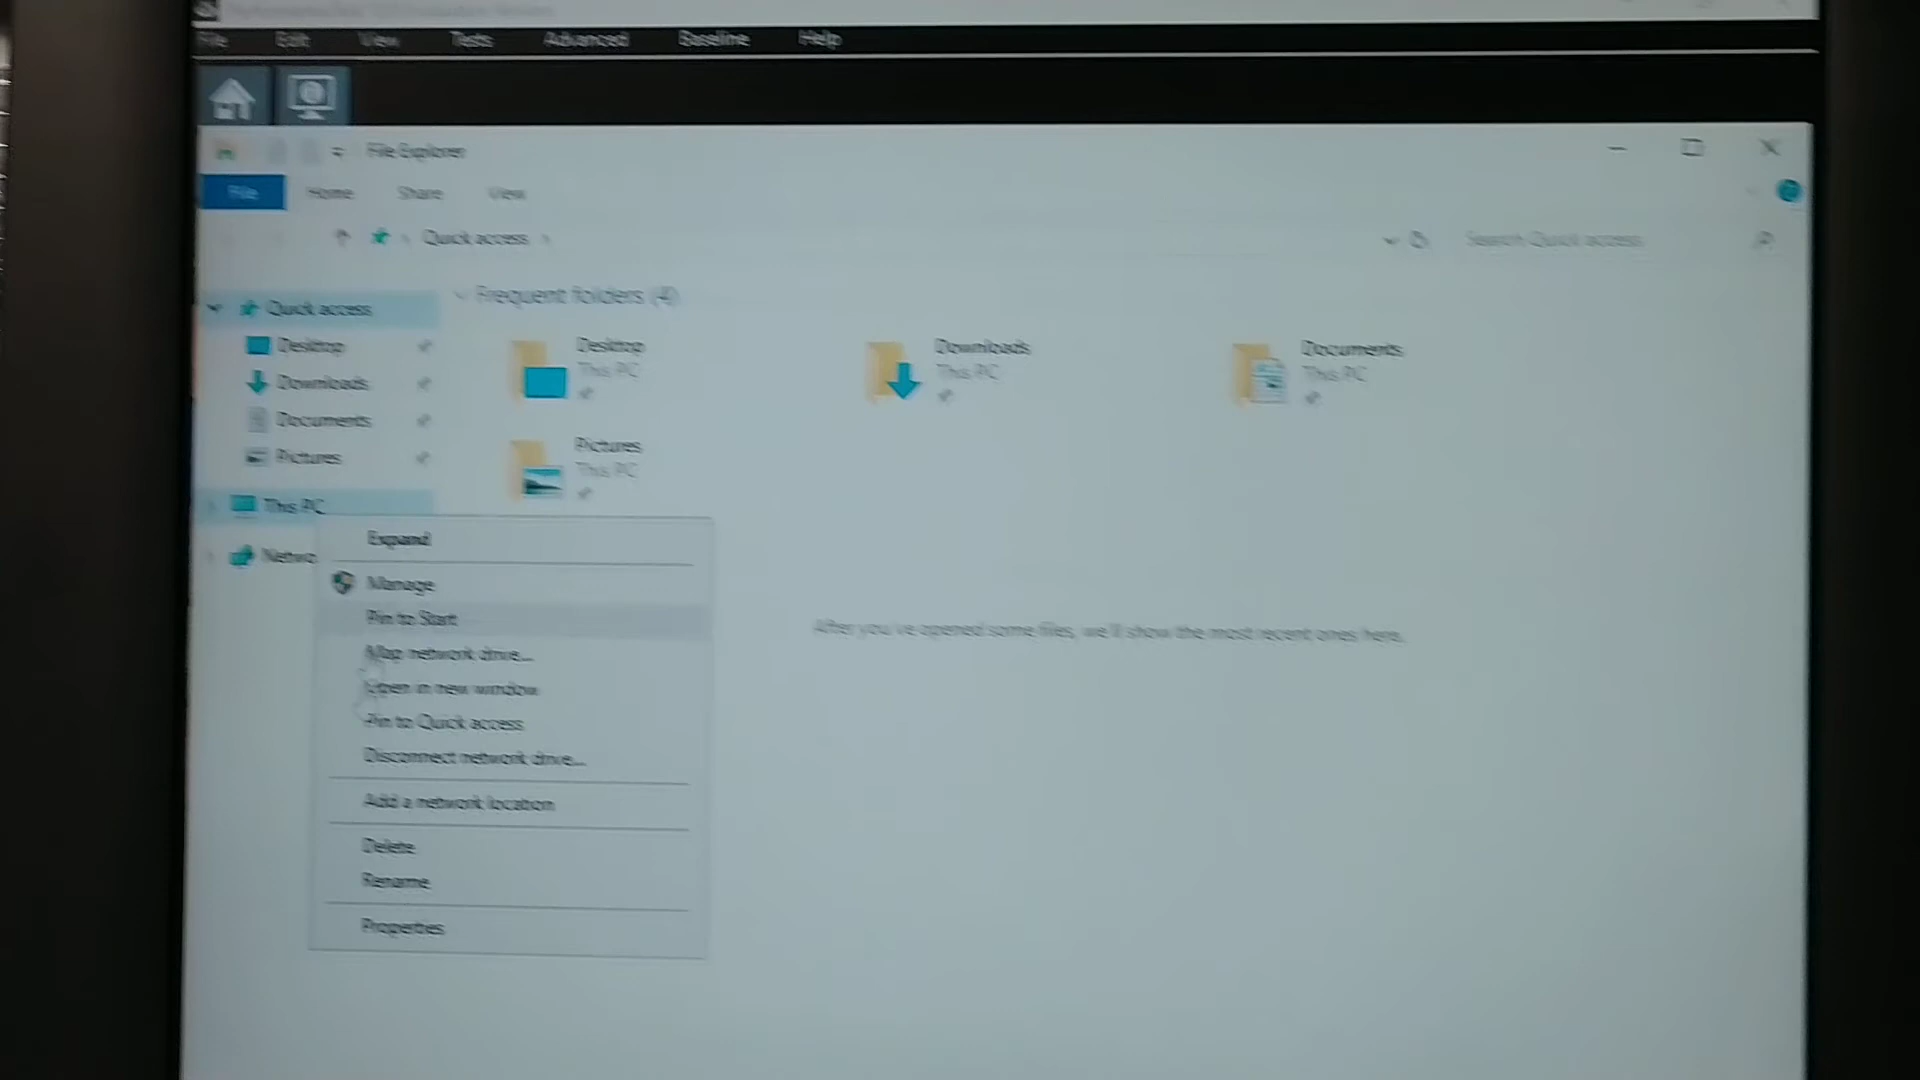 File Edit View Tests Advanced Baseline Help
File Explorer
File Home Share View
Quick access
Search Quick access
Quick access
Desktop
Downloads
Documents
Pictures
This PC
Netwo
Frequent folders (4)
Desktop
This PC
Downloads
This PC
Documents
This PC
Pictures
This PC
Expand
Manage
Pin to Start
Map network drive...
Open in new window
Pin to Quick access
Disconnect network drive...
Add a network location
Delete
Rename
Properties
After you've opened some files, we'll show the most recent ones here.